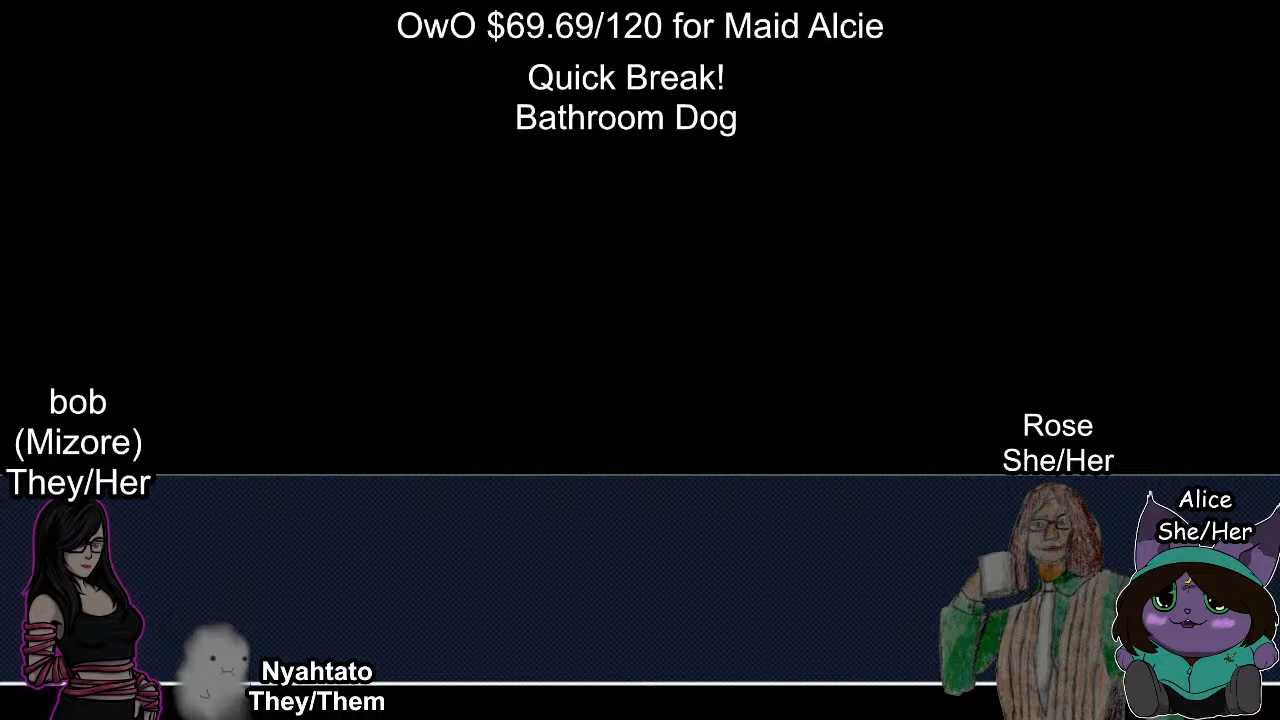 OwO $69.69/120 for Maid Alcie
Quick Break!
Bathroom Dog
bob
(Mizore)
They/Her
Rose
She/Her
Alice
She/Her
Nyahtato
They/Them